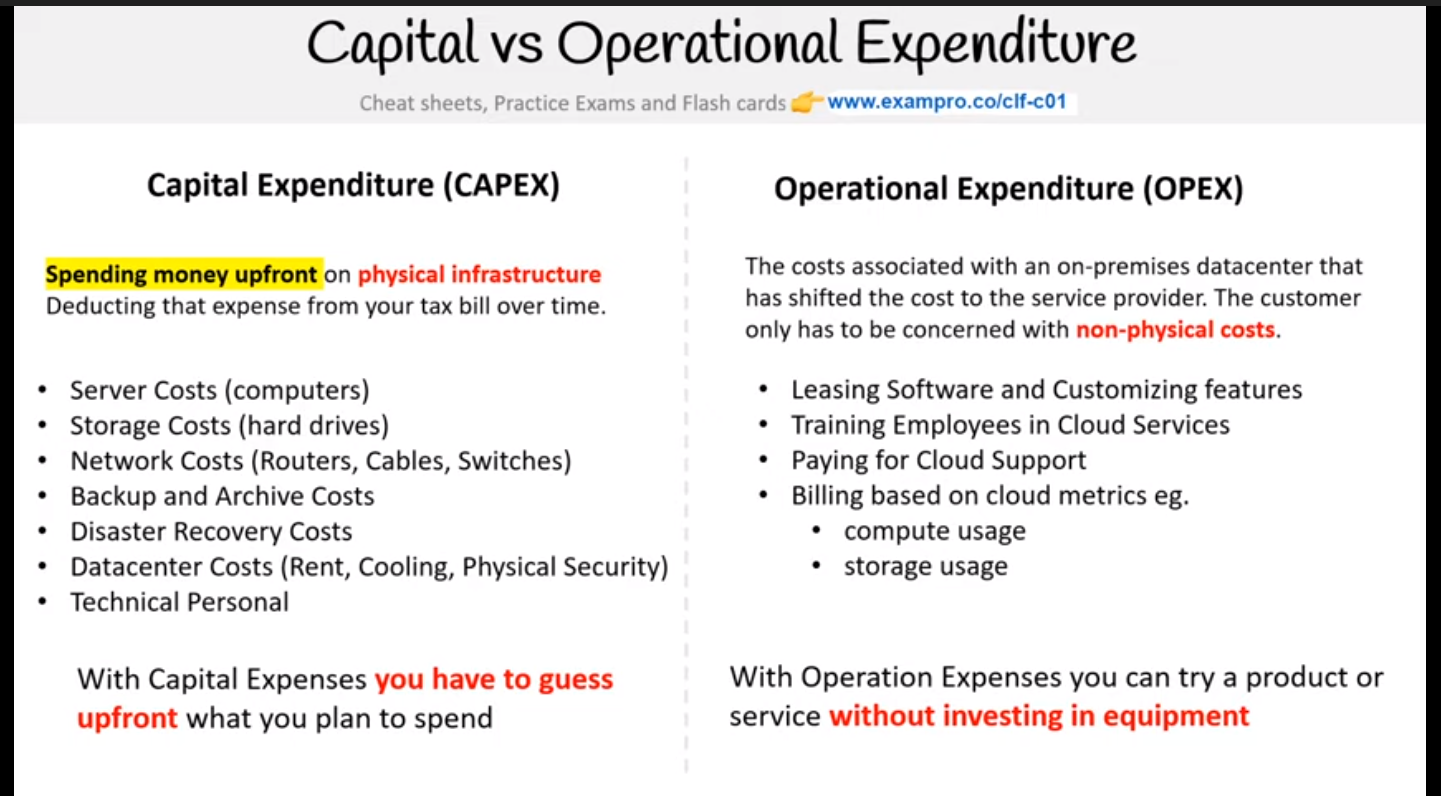 Capital vs Operational Expenditure
Cheat sheets, Practice Exams and Flash cards 👉 www.exampro.co/clf-c01
Capital Expenditure (CAPEX)
Spending money upfront on physical infrastructure
Deducting that expense from your tax bill over time.
• Server Costs (computers)
• Storage Costs (hard drives)
• Network Costs (Routers, Cables, Switches)
• Backup and Archive Costs
• Disaster Recovery Costs
• Datacenter Costs (Rent, Cooling, Physical Security)
• Technical Personal
With Capital Expenses you have to guess
upfront what you plan to spend
Operational Expenditure (OPEX)
The costs associated with an on-premises datacenter that
has shifted the cost to the service provider. The customer
only has to be concerned with non-physical costs.
• Leasing Software and Customizing features
• Training Employees in Cloud Services
• Paying for Cloud Support
• Billing based on cloud metrics eg.
• compute usage
• storage usage
With Operation Expenses you can try a product or
service without investing in equipment